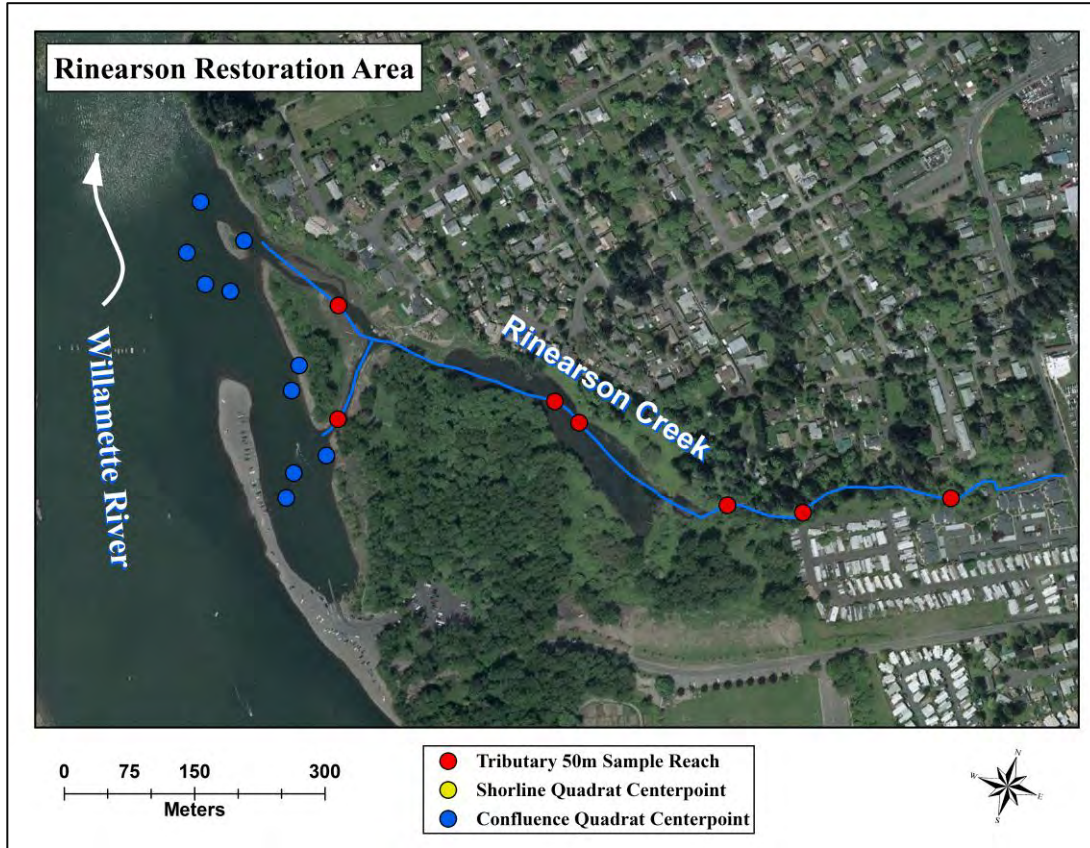 Rinearson Restoration Area
Willamette River
Rinearson Creek
0 75 150 300
Meters
Tributary 50m Sample Reach
Shorline Quadrat Centerpoint
Confluence Quadrat Centerpoint
N
W
E
S